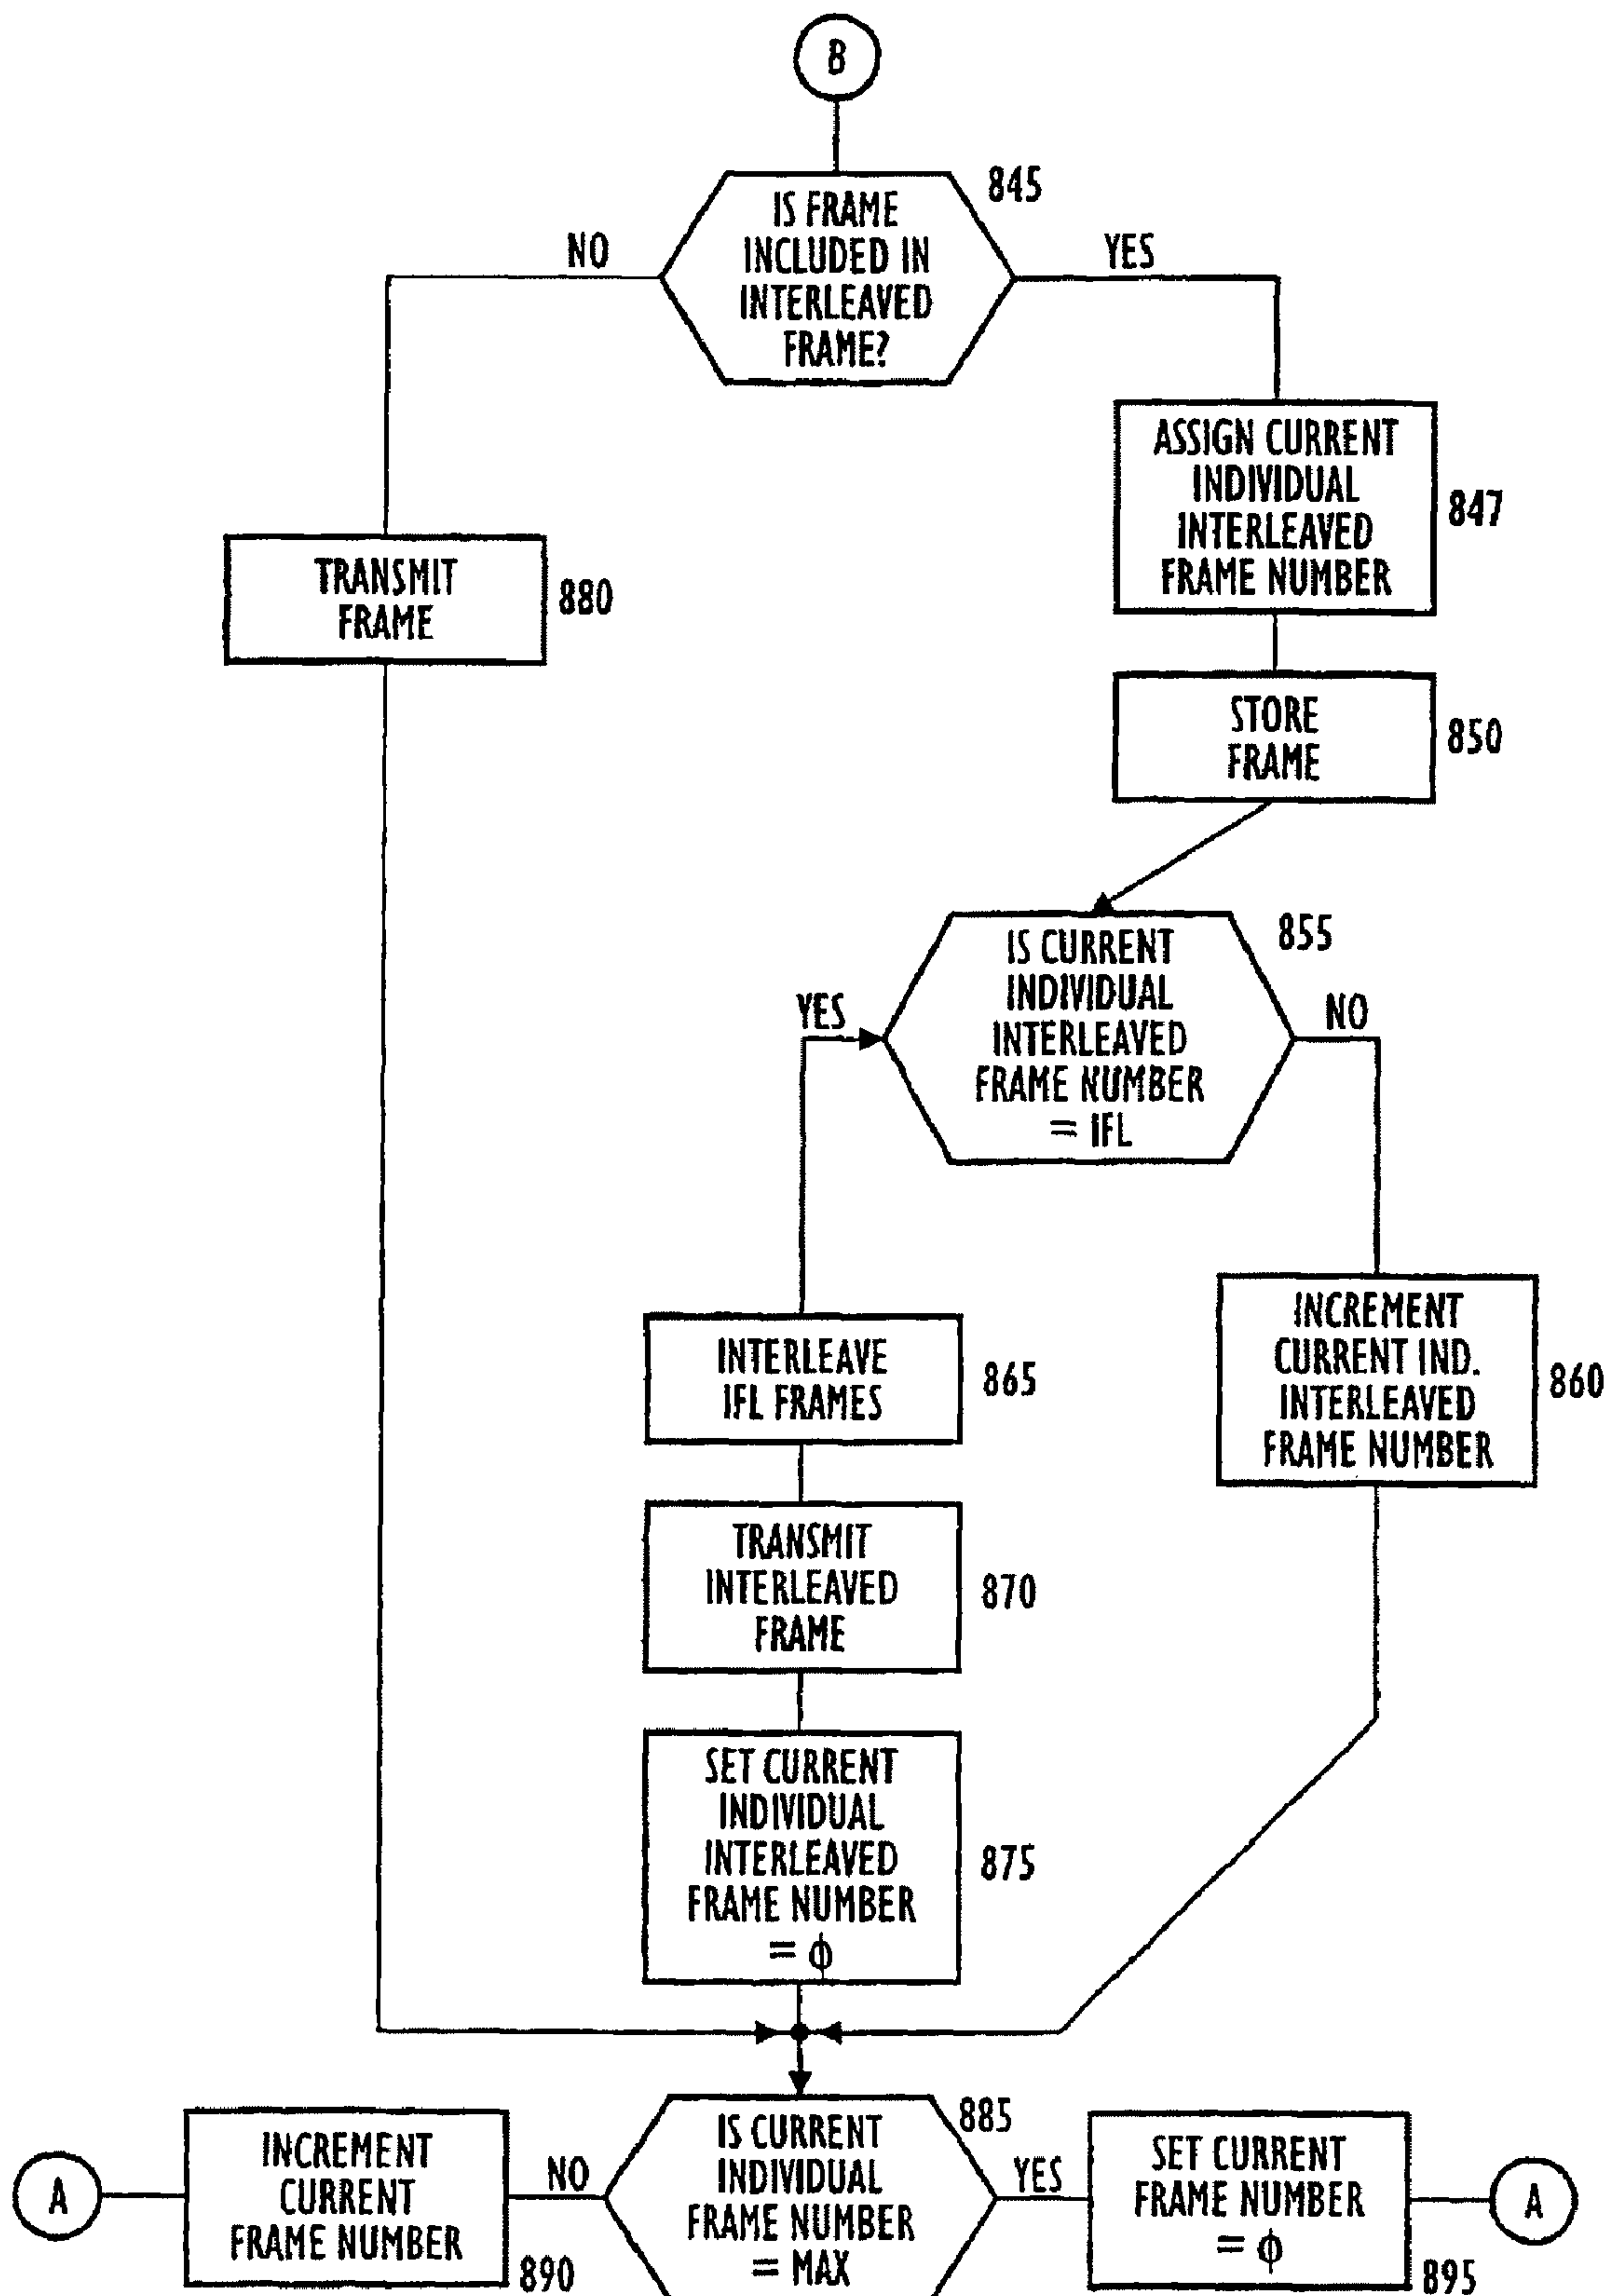 B
845
IS FRAME
INCLUDED IN
INTERLEAVED
FRAME?
NO
YES
ASSIGN CURRENT
INDIVIDUAL
INTERLEAVED
FRAME NUMBER
847
TRANSMIT
FRAME
880
STORE
FRAME
850
855
IS CURRENT
INDIVIDUAL
INTERLEAVED
FRAME NUMBER
= IFL
YES
NO
INTERLEAVE
IFL FRAMES
865
INCREMENT
CURRENT IND.
INTERLEAVED
FRAME NUMBER
860
TRANSMIT
INTERLEAVED
FRAME
870
SET CURRENT
INDIVIDUAL
INTERLEAVED
FRAME NUMBER
= ϕ
875
A
INCREMENT
CURRENT
FRAME NUMBER
890
NO
885
IS CURRENT
INDIVIDUAL
FRAME NUMBER
= MAX
YES
SET CURRENT
FRAME NUMBER
= ϕ
895
A